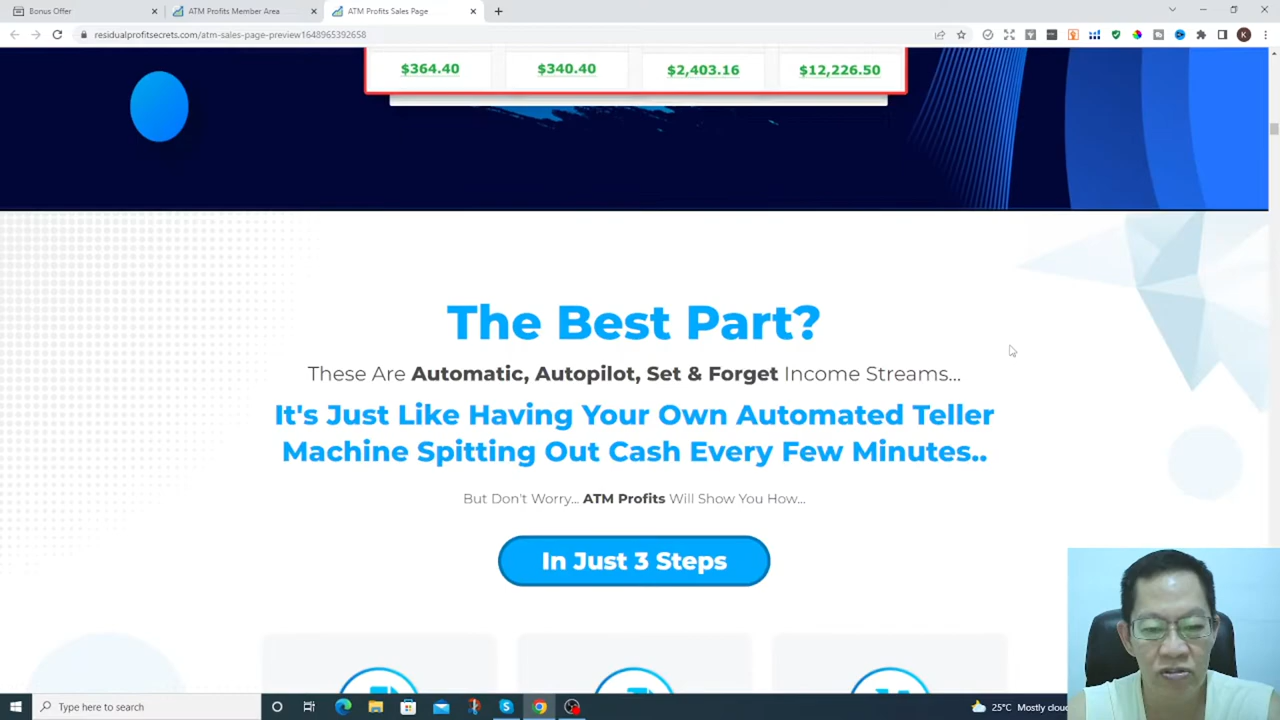 Bonus Offer
ATM Profits Member Area
ATM Profits Sales Page
residualprofitsecrets.com/atm-sales-page-preview1648965392658
K
$364.40 $340.40 $2,403.16 $12,226.50
The Best Part?
These Are Automatic, Autopilot, Set & Forget Income Streams...
It's Just Like Having Your Own Automated Teller
Machine Spitting Out Cash Every Few Minutes..
But Don't Worry... ATM Profits Will Show You How...
In Just 3 Steps
Type here to search
25°C Mostly cloud